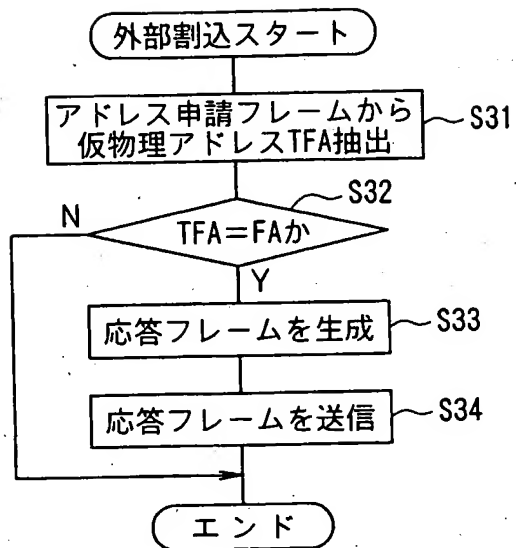 外部割込スタート
アドレス申請フレームから
仮物理アドレスTFA抽出
S31
S32
N
TFA=FAか
Y
応答フレームを生成
S33
応答フレームを送信
S34
エンド